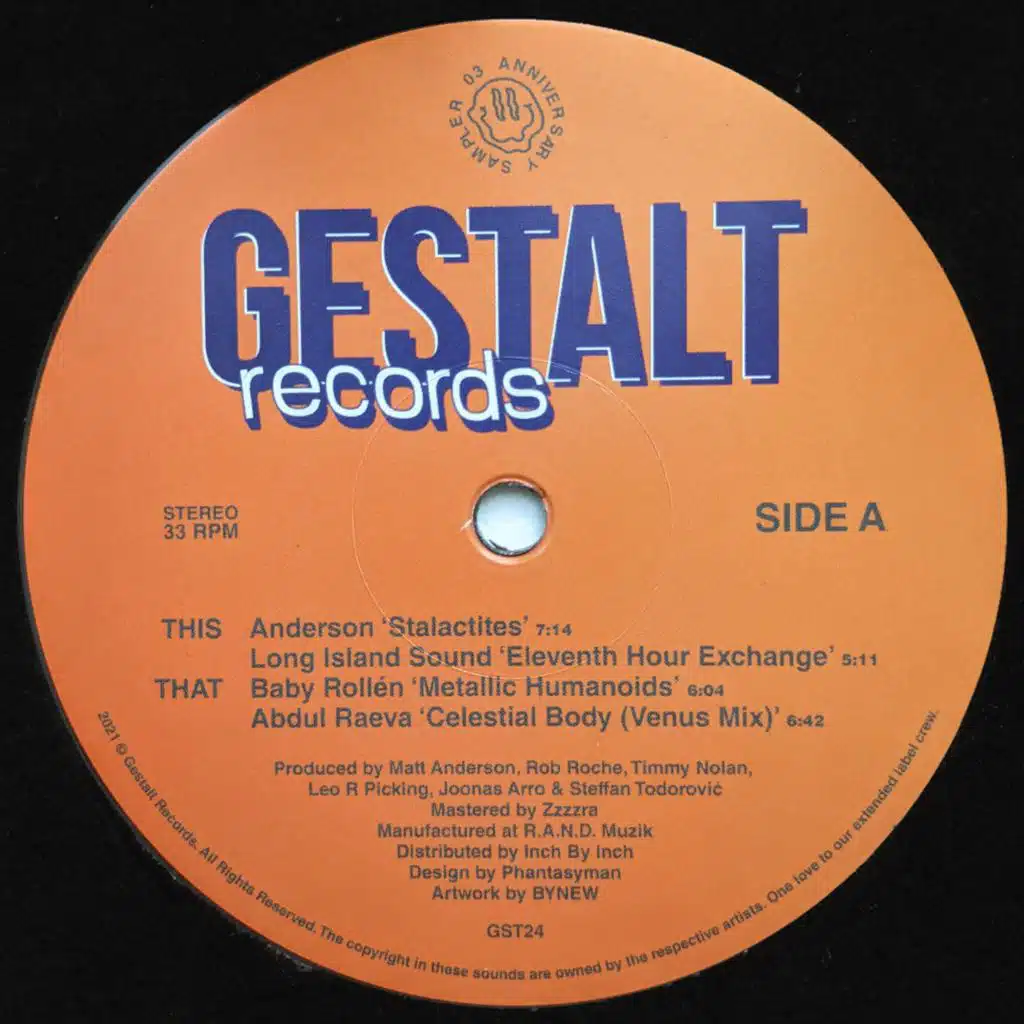 03 ANNIVERSARY SAMPLER
GESTALT
records
STEREO
33 RPM
SIDE A
THIS Anderson ‘Stalactites’ 7:14
Long Island Sound ‘Eleventh Hour Exchange’ 5:11
THAT Baby Rollén ‘Metallic Humanoids’ 6:04
Abdul Raeva ‘Celestial Body (Venus Mix)’ 6:42
Produced by Matt Anderson, Rob Roche, Timmy Nolan,
Leo R Picking, Joonas Arro & Steffan Todorović
Mastered by Zzzzra
Manufactured at R.A.N.D. Muzik
Distributed by Inch By Inch
Design by Phantasyman
Artwork by BYNEW
GST24
2021 © Gestalt Records. All Rights Reserved. The copyright in these sounds are owned by the respective artists. One love to our extended label crew.